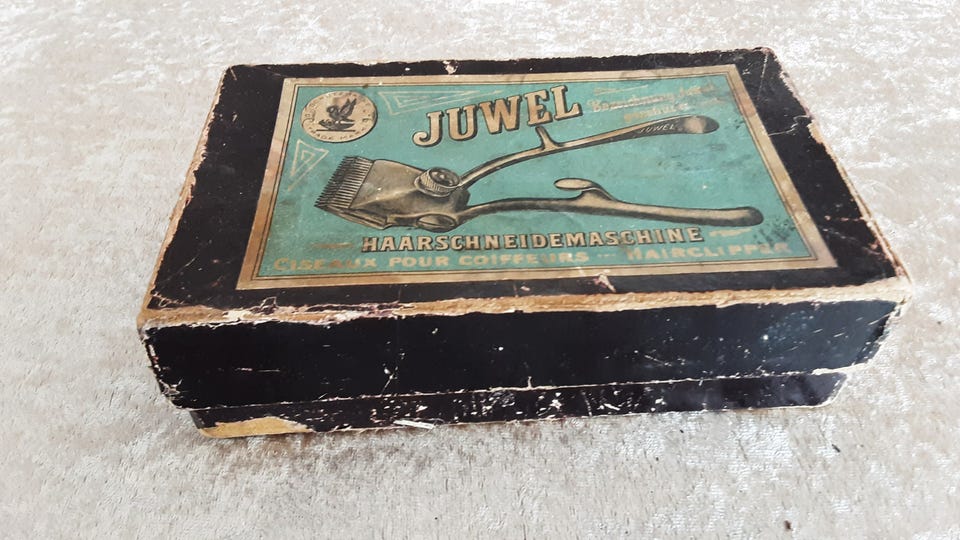 JUWEL
JUWEL
HAARSCHNEIDEMASCHINE
CISEAUX POUR COIFFEURS --- HAIRCLIPPER